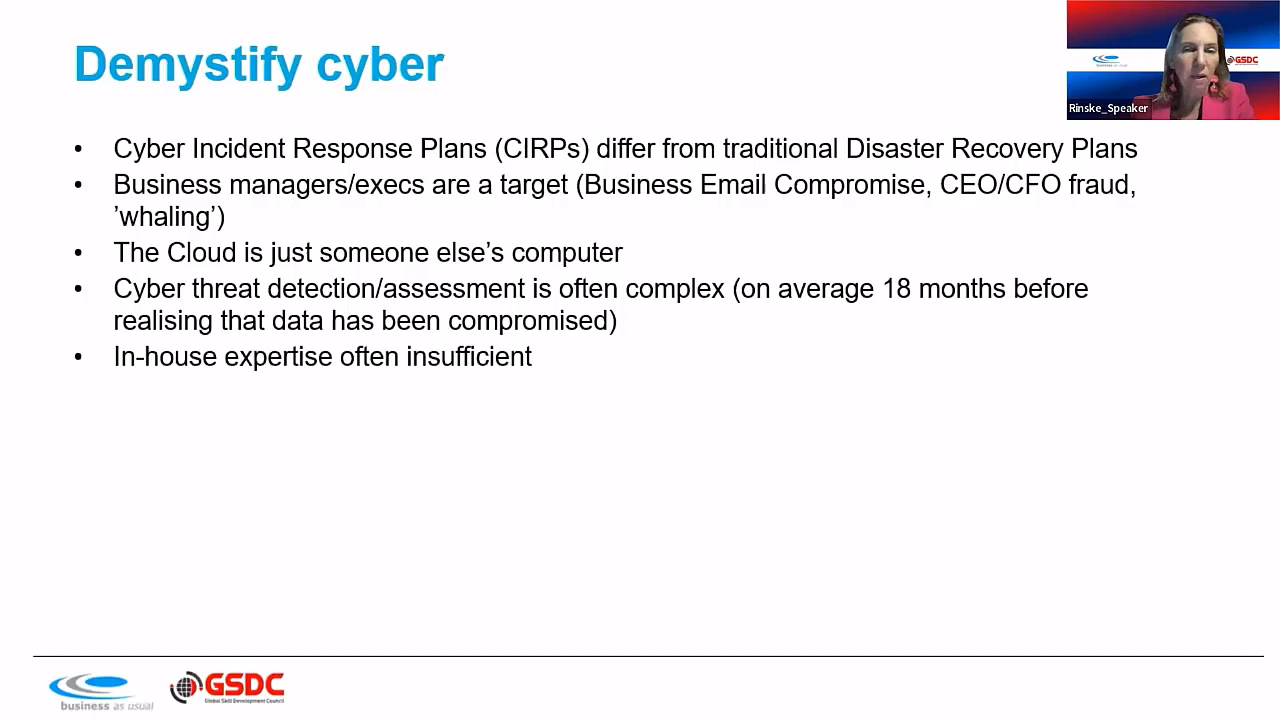 Demystify cyber
• Cyber Incident Response Plans (CIRPs) differ from traditional Disaster Recovery Plans
• Business managers/execs are a target (Business Email Compromise, CEO/CFO fraud,
’whaling’)
• The Cloud is just someone else’s computer
• Cyber threat detection/assessment is often complex (on average 18 months before
realising that data has been compromised)
• In-house expertise often insufficient
GSDC
Rinske_Speaker
business as usual
GSDC
Global Skill Development Council